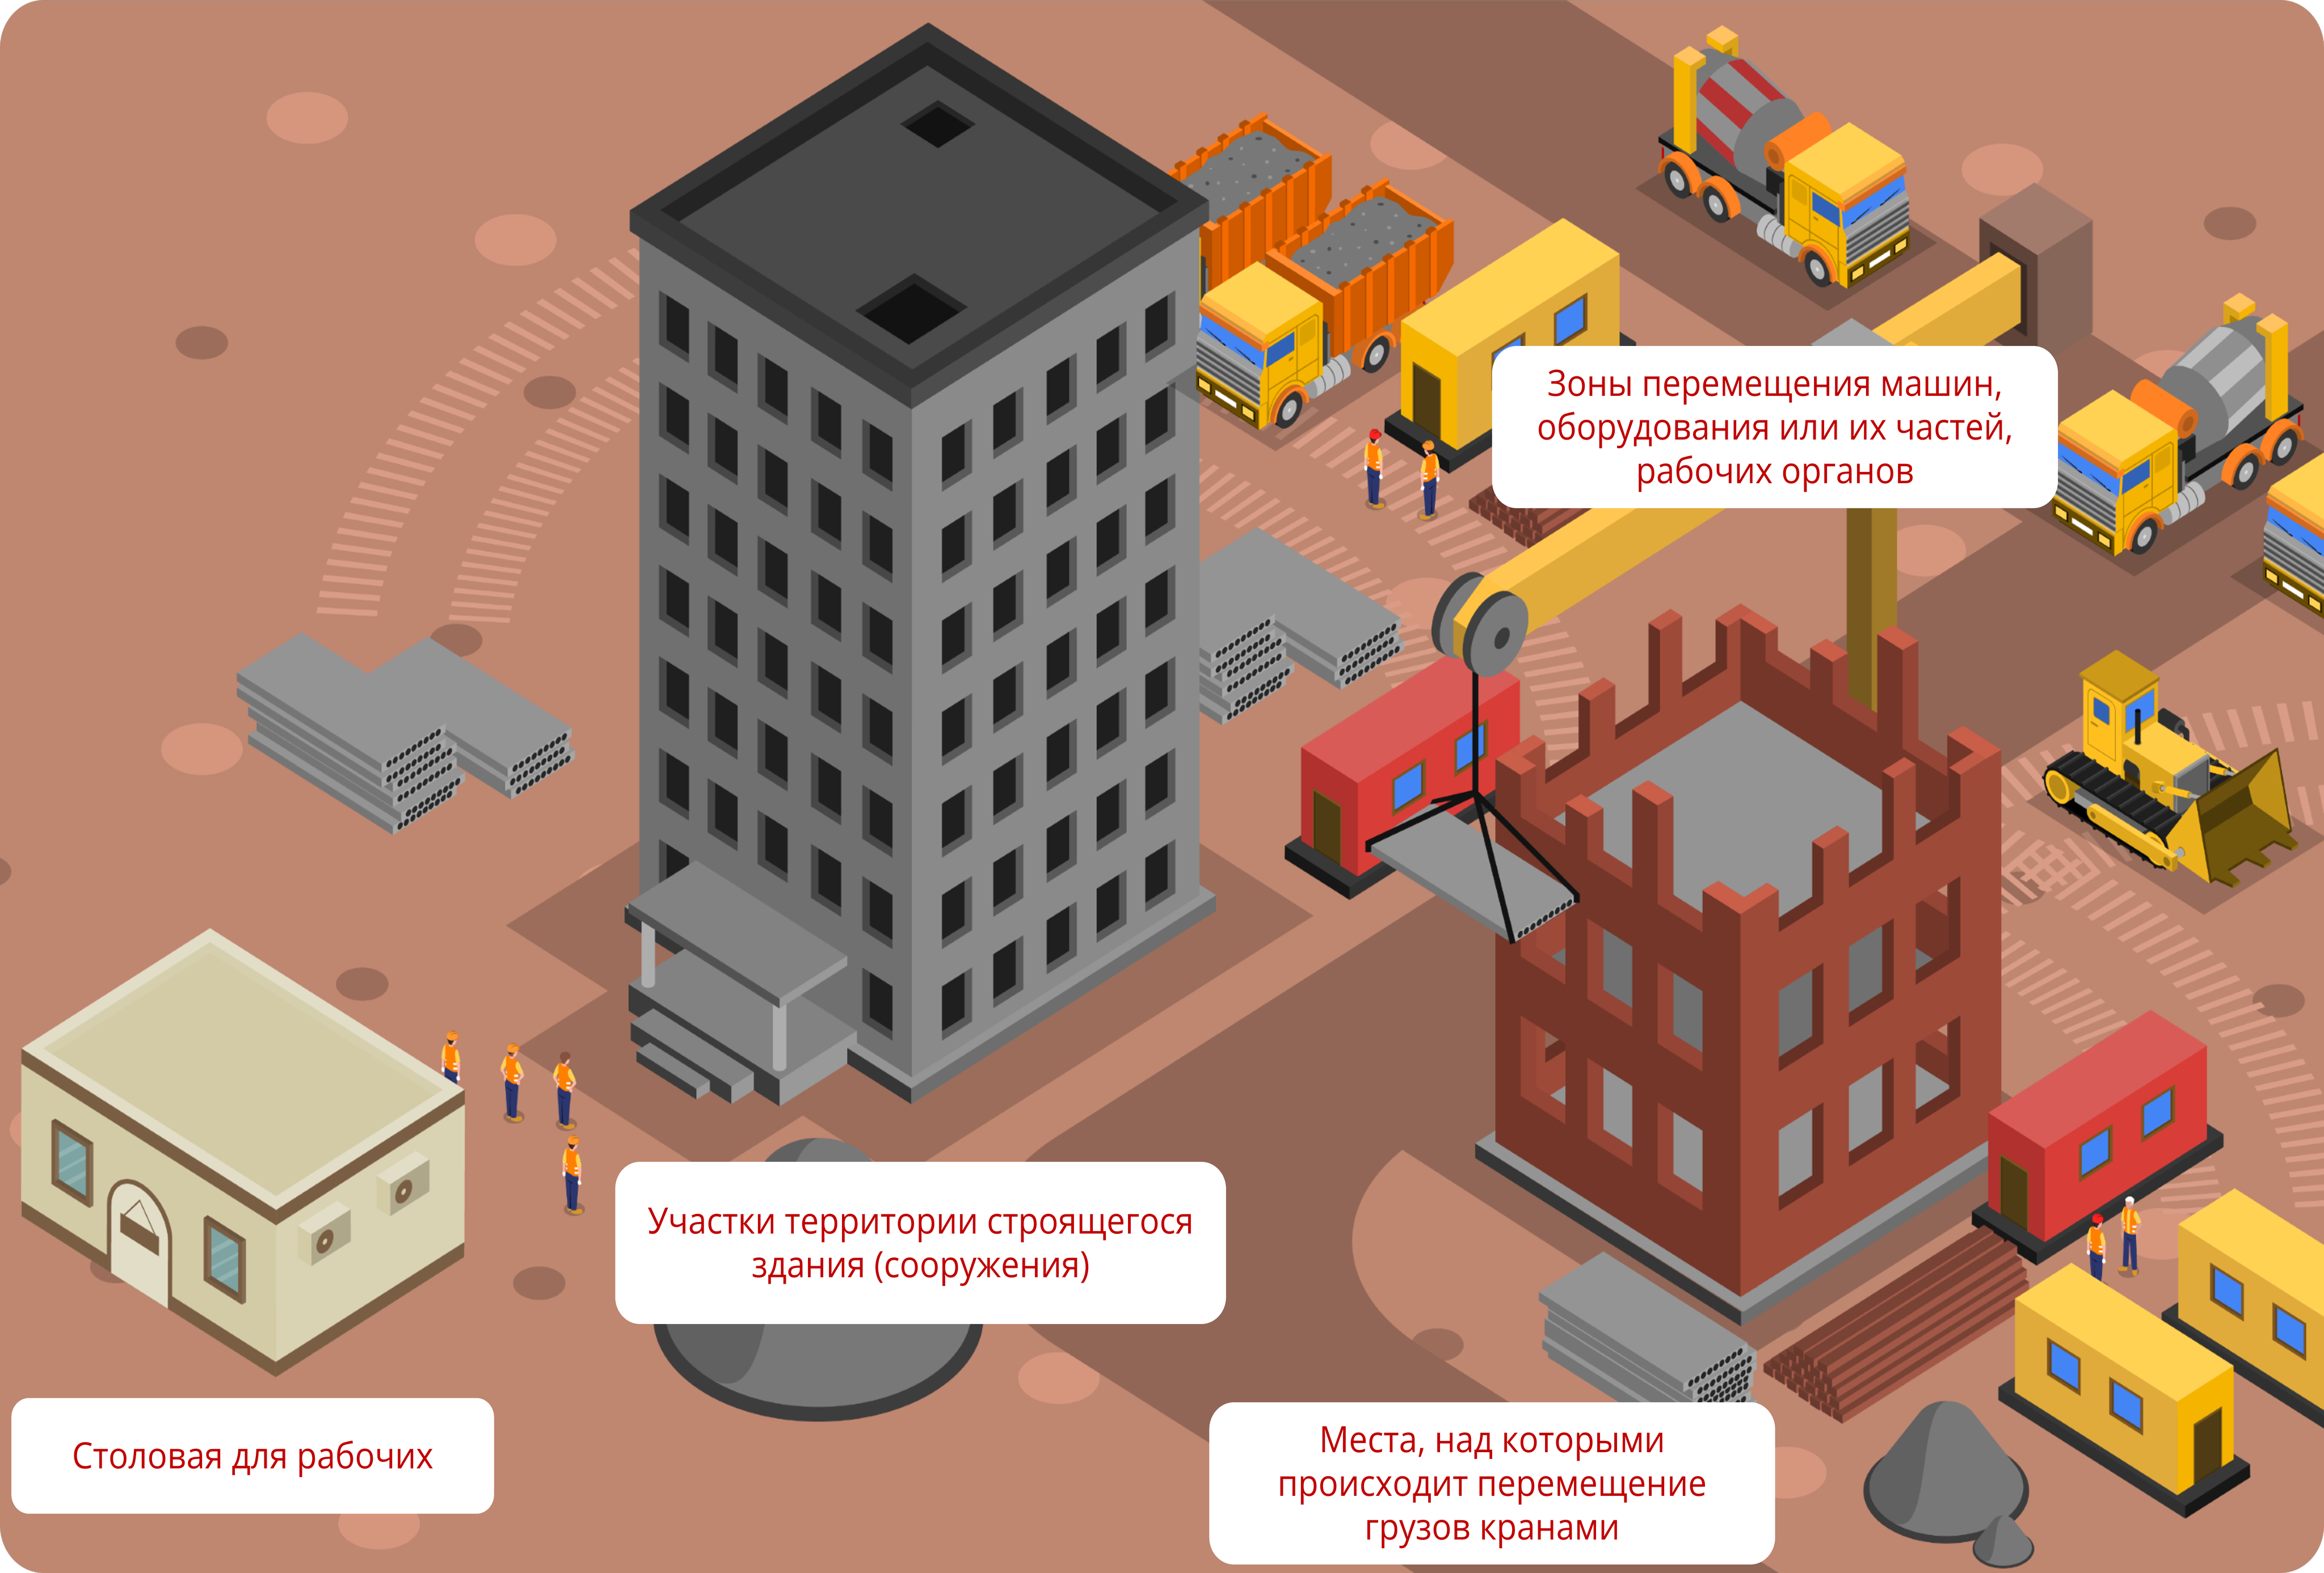 Зоны перемещения машин,
оборудования или их частей,
рабочих органов
Участки территории строящегося
здания (сооружения)
Столовая для рабочих
Места, над которыми
происходит перемещение
грузов кранами